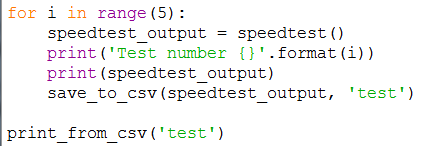 for i in range(5):
    speedtest_output = speedtest()
    print('Test number {}'.format(i))
    print(speedtest_output)
    save_to_csv(speedtest_output, 'test')

print_from_csv('test')